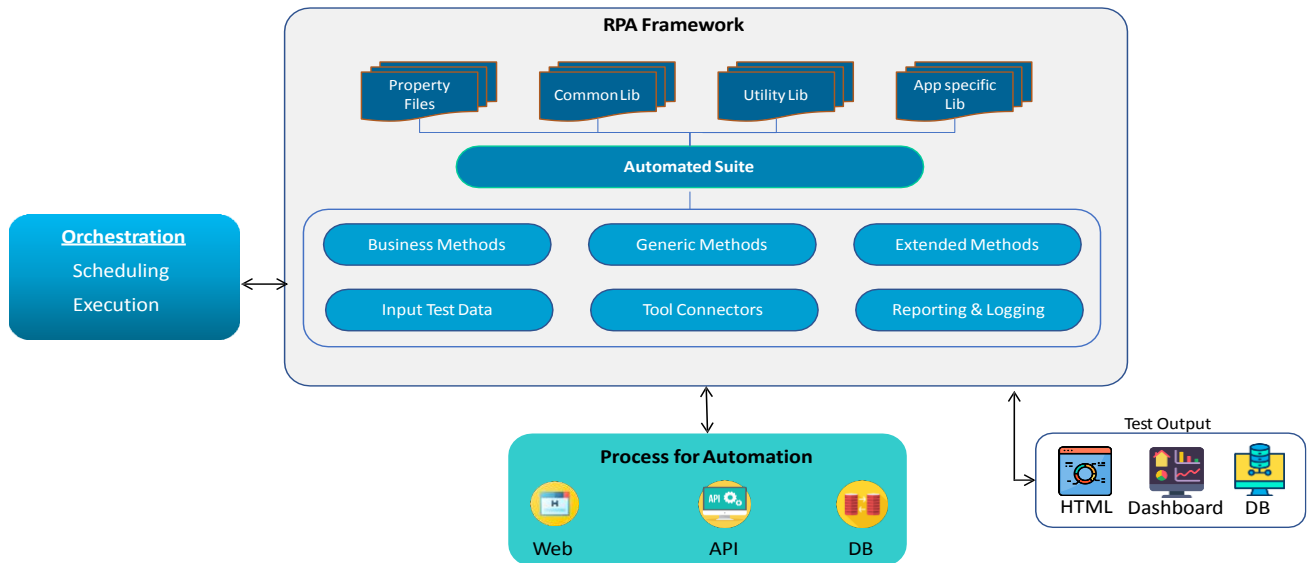 RPA Framework
Property
Files
Common Lib
Utility Lib
App specific
Lib
Automated Suite
Orchestration
Scheduling
Execution
Business Methods
Generic Methods
Extended Methods
Input Test Data
Tool Connectors
Reporting & Logging
Process for Automation
H
Web
API
API
DB
Test Output
HTML
Dashboard
DB